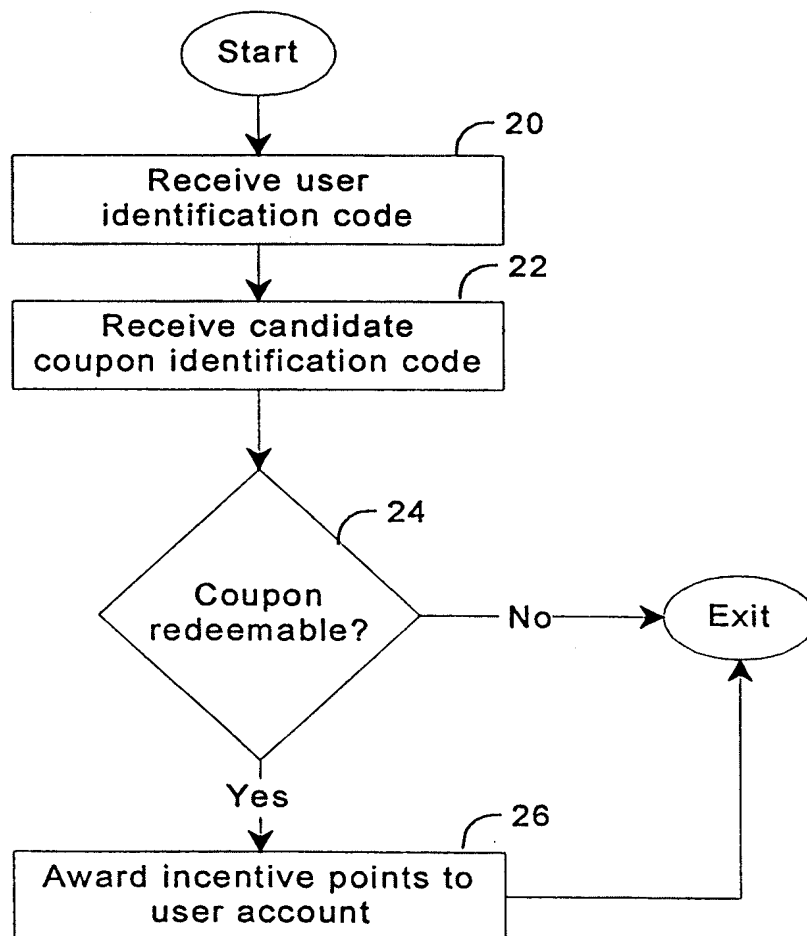 Start
20
Receive user
identification code
22
Receive candidate
coupon identification code
24
Coupon
redeemable?
No
Exit
Yes
26
Award incentive points to
user account